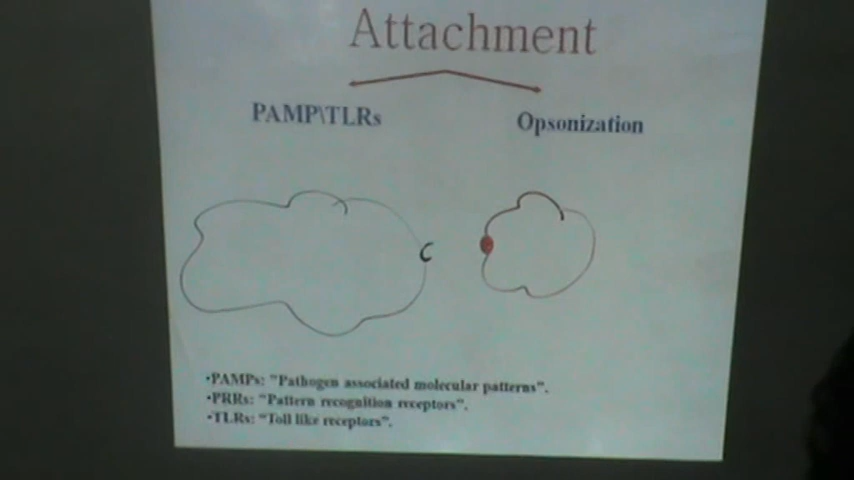 Attachment
PAMP\TLRs
Opsonization
•PAMPs: "Pathogen associated molecular patterns".
•PRRs: "Pattern recognition receptors".
•TLRs: "Toll like receptors".